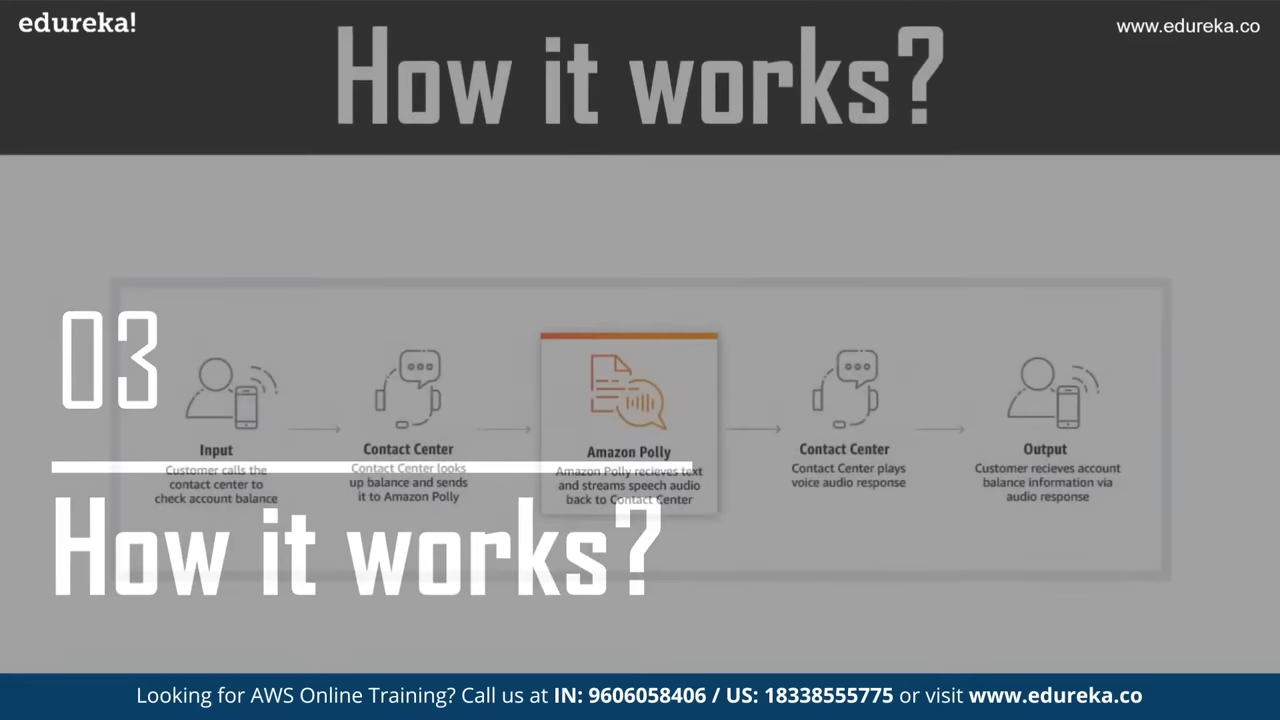 edureka!
www.edureka.co
How it works?
03
How it works?
Input
Customer calls the
contact center to
check account balance
Contact Center
Contact Center looks
up balance and sends
it to Amazon Polly
Amazon Polly
Amazon Polly recieves text
and streams speech audio
back to Contact Center
Contact Center
Contact Center plays
voice audio response
Output
Customer recieves account
balance information via
audio response
Looking for AWS Online Training? Call us at IN: 9606058406 / US: 18338555775 or visit www.edureka.co